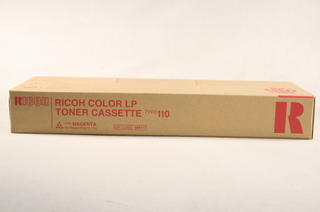 RICOH
RICOH COLOR LP
TONER CASSETTE TYPE 110
MAGENTA
R